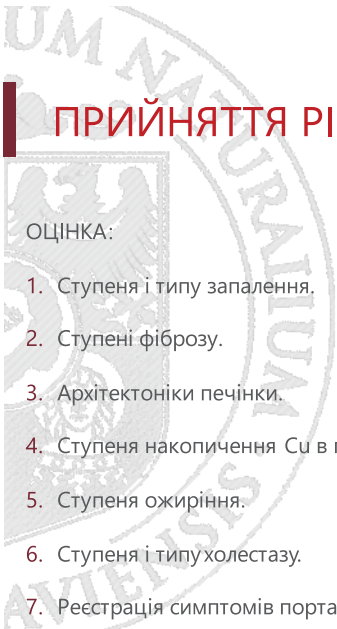 ПРИЙНЯТТЯ РІ
ОЦІНКА:
1. Ступеня і типу запалення.
2. Ступені фіброзу.
3. Архітектоніки печінки.
4. Ступеня накопичення Cu в
5. Ступеня ожиріння.
6. Ступеня і типу холестазу.
7. Реєстрація симптомів порта